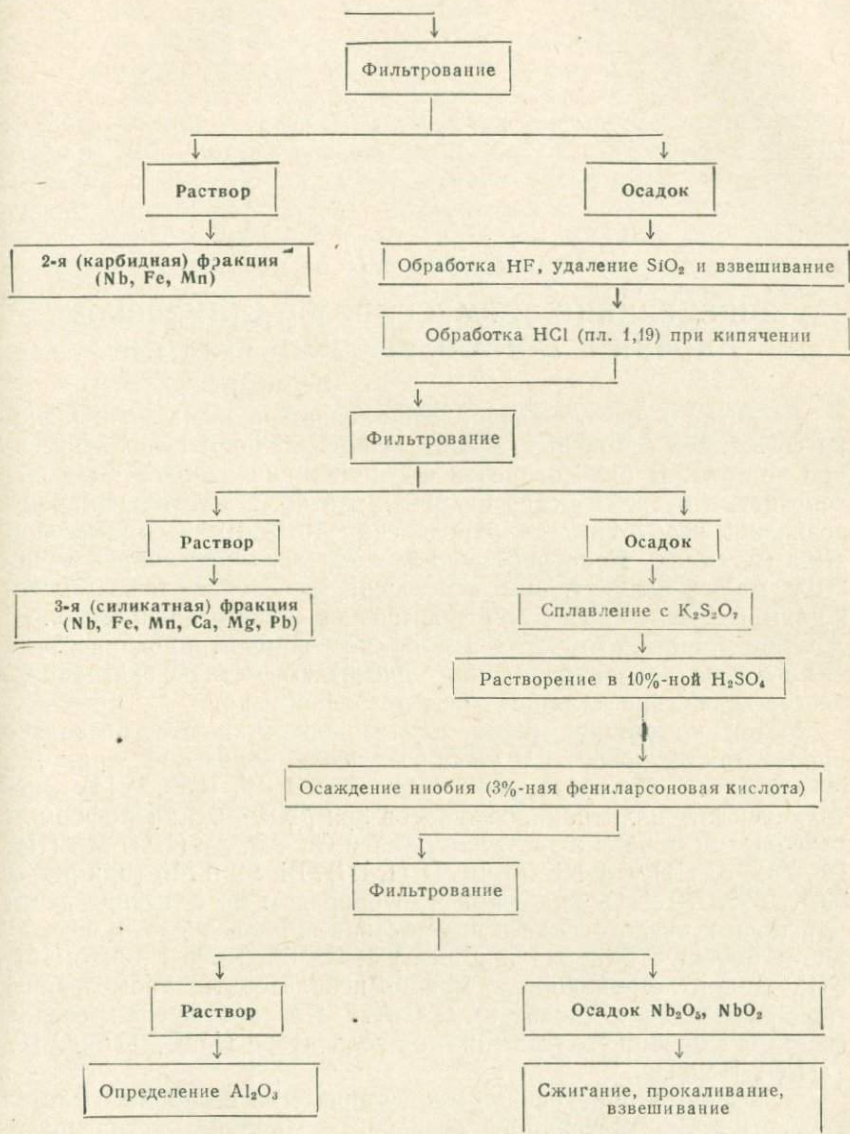 Фильтрование
Раствор
Осадок
2-я (карбидная) фракция
(Nb, Fe, Mn)
Обработка HF, удаление SiO₂ и взвешивание
Обработка HCl (пл. 1,19) при кипячении
Фильтрование
Раствор
Осадок
3-я (силикатная) фракция
(Nb, Fe, Mn, Ca, Mg, Pb)
Сплавление с K₂S₂O₇
Растворение в 10%-ной H₂SO₄
Осаждение ниобия (3%-ная фениларсоновая кислота)
Фильтрование
Раствор
Осадок Nb₂O₅, NbO₂
Определение Al₂O₃
Сжигание, прокаливание,
взвешивание